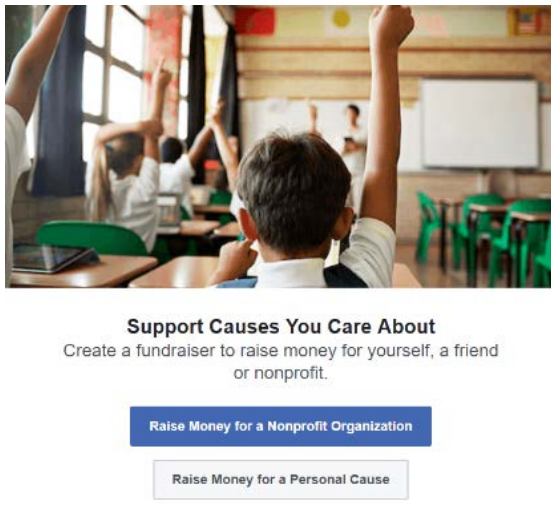 Support Causes You Care About
Create a fundraiser to raise money for yourself, a friend
or nonprofit.
Raise Money for a Nonprofit Organization
Raise Money for a Personal Cause